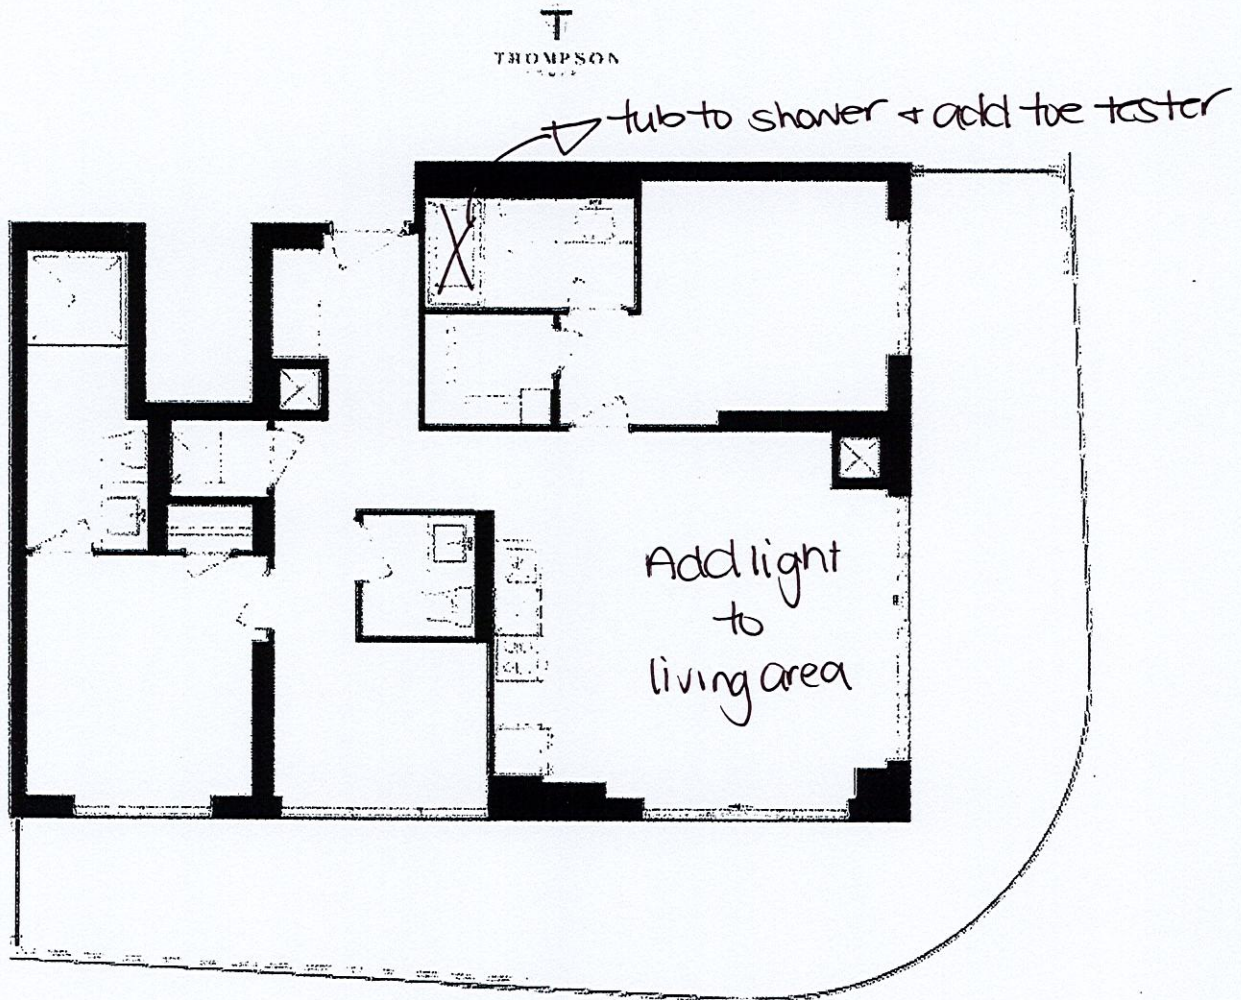 T
THOMPSON
tub to shower + add toe tester
Add light
to
living area